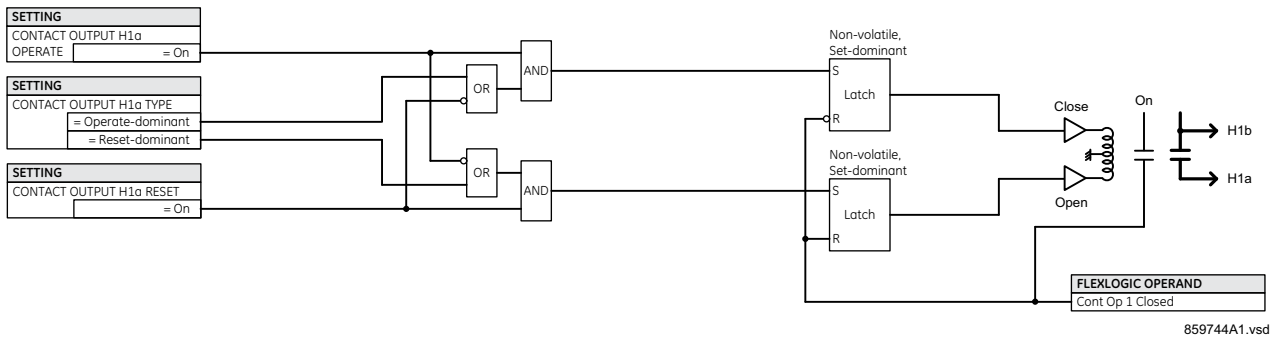 SETTING
CONTACT OUTPUT H1a
OPERATE = On
SETTING
CONTACT OUTPUT H1a TYPE
= Operate-dominant
= Reset-dominant
SETTING
CONTACT OUTPUT H1a RESET
= On
OR
AND
OR
AND
Non-volatile,
Set-dominant
S
Latch
R
Non-volatile,
Set-dominant
S
Latch
R
Close
Open
On
H1b
H1a
FLEXLOGIC OPERAND
Cont Op 1 Closed
859744A1.vsd